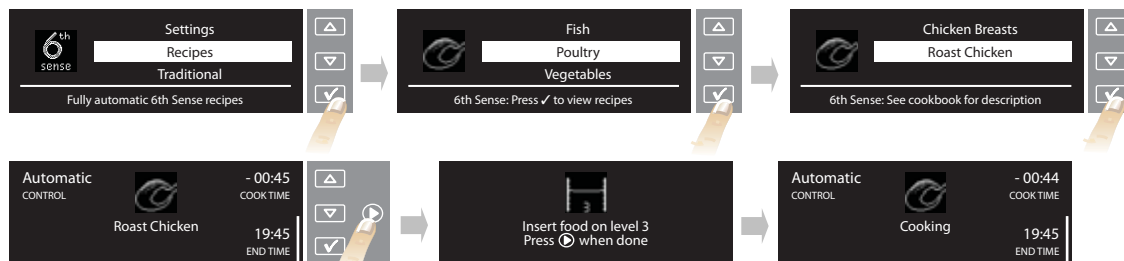 6th
sense
Settings
Recipes
Traditional
Fully automatic 6th Sense recipes
Fish
Poultry
Vegetables
6th Sense: Press ✓ to view recipes
Chicken Breasts
Roast Chicken
6th Sense: See cookbook for description
Automatic
CONTROL
- 00:45
COOK TIME
Roast Chicken
19:45
END TIME
3
Insert food on level 3
Press ▶ when done
Automatic
CONTROL
- 00:44
COOK TIME
Cooking
19:45
END TIME